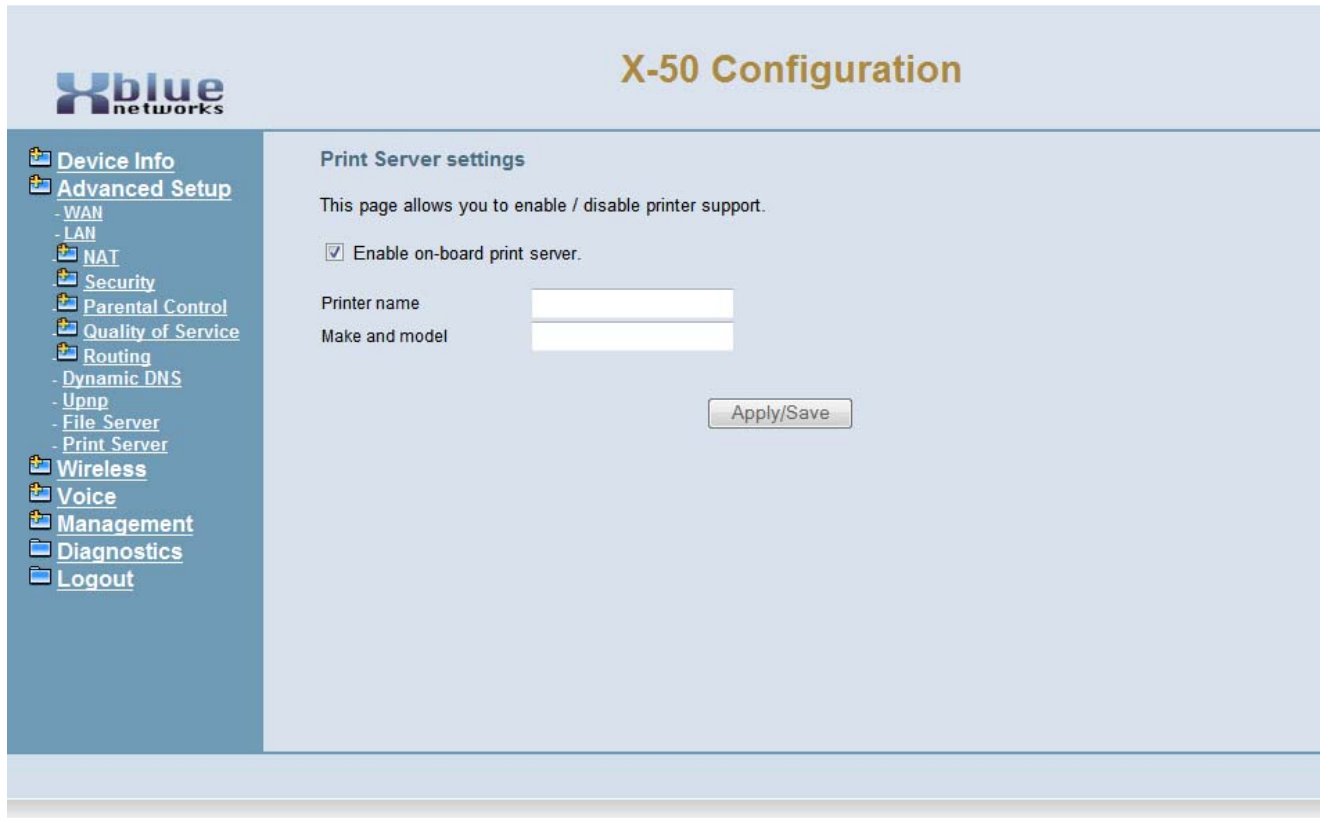 Xblue
networks
X-50 Configuration
Device Info
Advanced Setup
- WAN
- LAN
- NAT
- Security
- Parental Control
- Quality of Service
- Routing
- Dynamic DNS
- Upnp
- File Server
- Print Server
Wireless
Voice
Management
Diagnostics
Logout
Print Server settings
This page allows you to enable / disable printer support.
Enable on-board print server.
Printer name
Make and model
Apply/Save